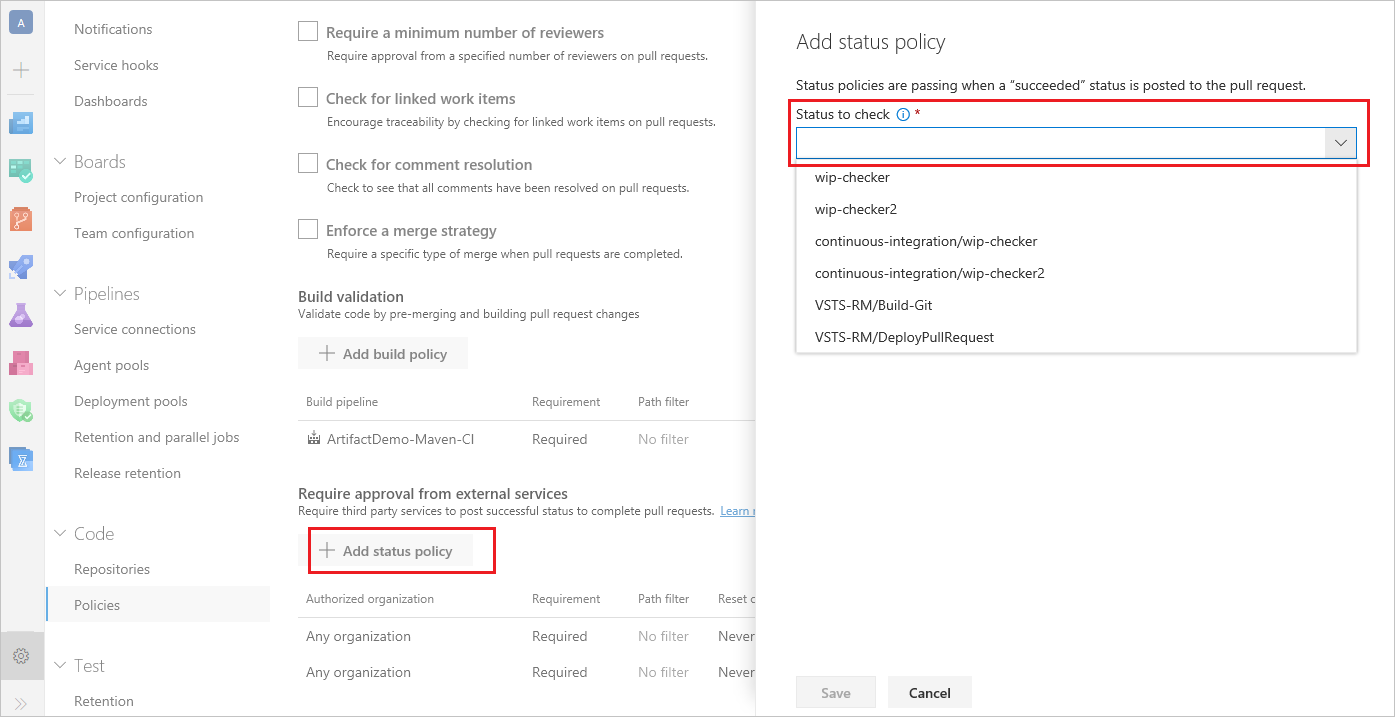 A
Notifications
Service hooks
Dashboards
Boards
Project configuration
Team configuration
Pipelines
Service connections
Agent pools
Deployment pools
Retention and parallel jobs
Release retention
Code
Repositories
Policies
Test
Retention
Require a minimum number of reviewers
Require approval from a specified number of reviewers on pull requests.
Check for linked work items
Encourage traceability by checking for linked work items on pull requests.
Check for comment resolution
Check to see that all comments have been resolved on pull requests.
Enforce a merge strategy
Require a specific type of merge when pull requests are completed.
Build validation
Validate code by pre-merging and building pull request changes
Add build policy
Build pipeline Requirement Path filter
ArtifactDemo-Maven-CI Required No filter
Require approval from external services
Require third party services to post successful status to complete pull requests. Learn
Add status policy
Authorized organization Requirement Path filter Reset
Any organization Required No filter Never
Any organization Required No filter Never
Add status policy
Status policies are passing when a “succeeded” status is posted to the pull request.
Status to check *
wip-checker
wip-checker2
continuous-integration/wip-checker
continuous-integration/wip-checker2
VSTS-RM/Build-Git
VSTS-RM/DeployPullRequest
Save Cancel